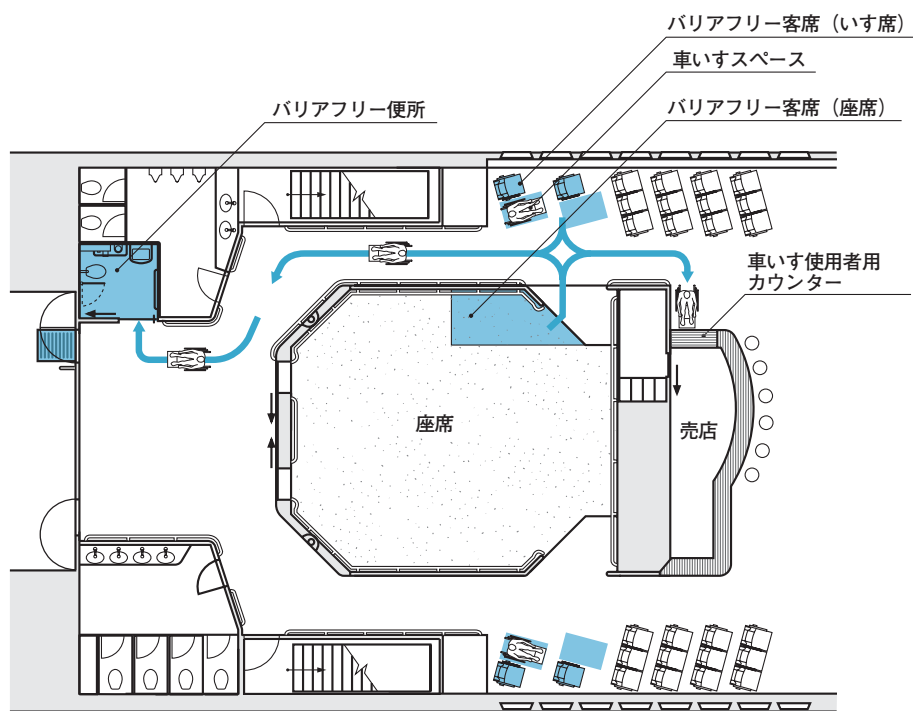 バリアフリー客席（いす席）
車いすスペース
バリアフリー客席（座席）
バリアフリー便所
車いす使用者用
カウンター
座席
売店